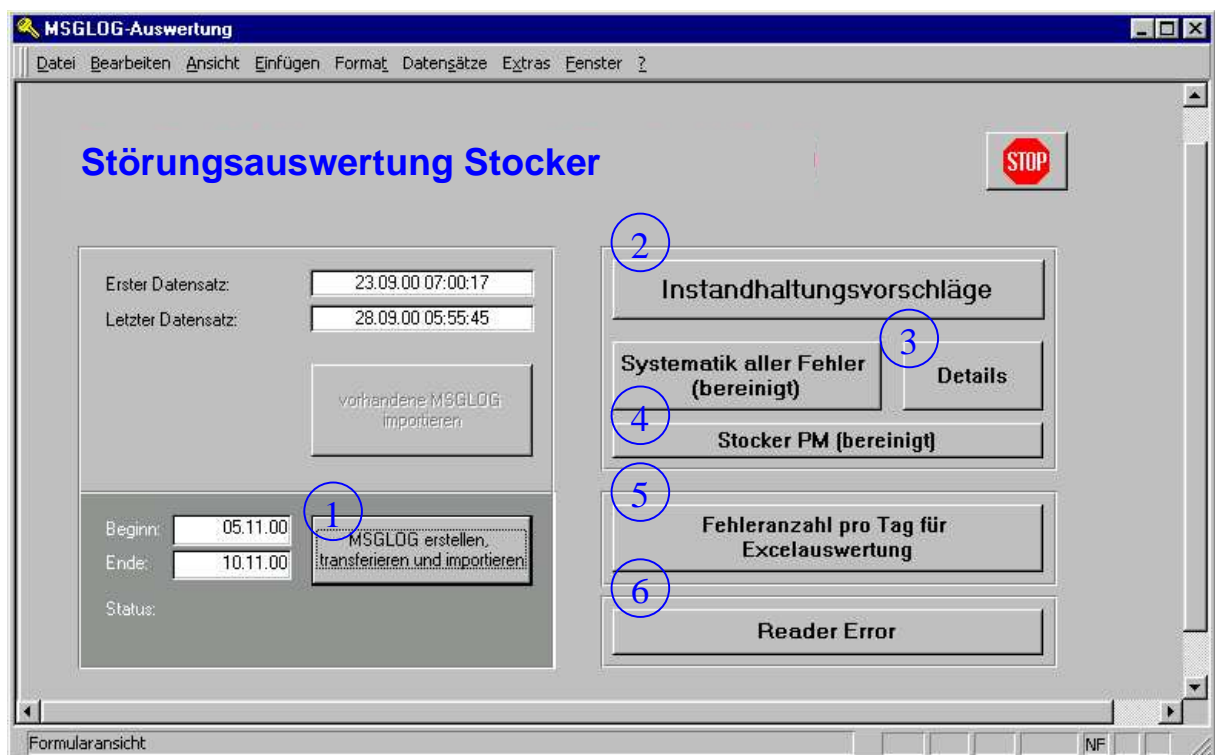 MSGLOG-Auswertung
Datei Bearbeiten Ansicht Einfügen Format Datensätze Extras Fenster ?
Störungsauswertung Stocker
STOP
Erster Datensatz: 23.09.00 07:00:17
Letzter Datensatz: 28.09.00 05:55:45
vorhandene MSGLOG
importieren
1
Beginn: 05.11.00
Ende: 10.11.00
MSGLOG erstellen,
transferieren und importieren
Status:
2
Instandhaltungsvorschläge
Systematik aller Fehler
(bereinigt)
3
Details
4
Stocker PM (bereinigt)
5
Fehleranzahl pro Tag für
Excelauswertung
6
Reader Error
Formularansicht
NF